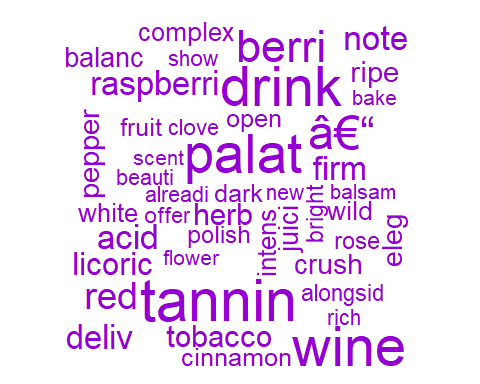 complex
berri
note
balanc
show
raspberri
drink
ripe
bake
pepper
fruit
clove
open
â€“
scent
palat
firm
beauti
alreadi
dark
new
balsam
white
offer
herb
intens
juici
bright
wild
acid
polish
rose
eleg
licoric
flower
crush
red
tannin
alongsid
rich
deliv
tobacco
cinnamon
wine